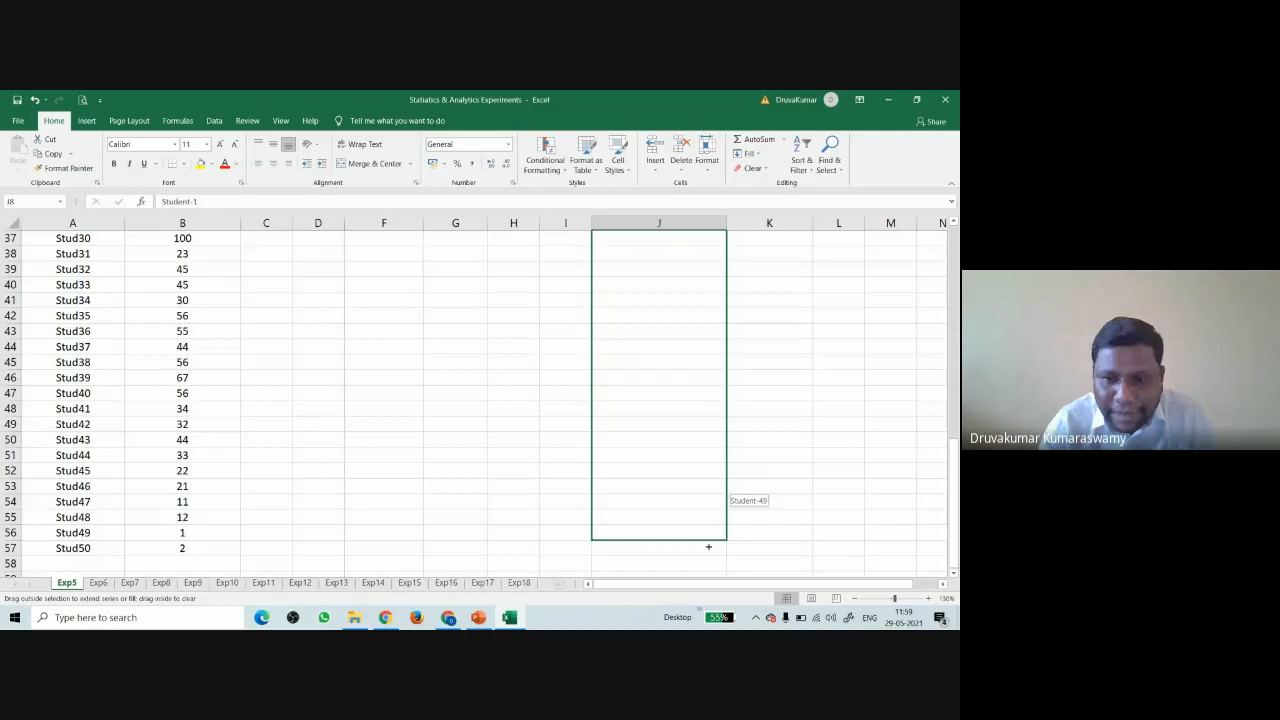 Statiatics & Analytics Experiments - Excel
DruvaKumar
D
File Home Insert Page Layout Formulas Data Review View Help Tell me what you want to do
Share
Paste
Cut
Copy
Format Painter
Clipboard
Calibri 11
B I U
Font
Wrap Text
Merge & Center
Alignment
General
%
Number
Conditional Formatting
Format as Table
Cell Styles
Styles
Insert Delete Format
Cells
AutoSum
Fill
Clear
Sort & Filter
Find & Select
Editing
J8 fx Student-1
A B C D F G H I J K L M N
37 Stud30 100
38 Stud31 23
39 Stud32 45
40 Stud33 45
41 Stud34 30
42 Stud35 56
43 Stud36 55
44 Stud37 44
45 Stud38 56
46 Stud39 67
47 Stud40 56
48 Stud41 34
49 Stud42 32
50 Stud43 44
51 Stud44 33
52 Stud45 22
53 Stud46 21
54 Stud47 11
Student-49
55 Stud48 12
56 Stud49 1
57 Stud50 2
58
Exp5 Exp6 Exp7 Exp8 Exp9 Exp10 Exp11 Exp12 Exp13 Exp14 Exp15 Exp16 Exp17 Exp18
Drag outside selection to extend series or fill; drag inside to clear
130%
Type here to search
Desktop
55%
ENG
11:59
29-05-2021
Druvakumar Kumaraswamy